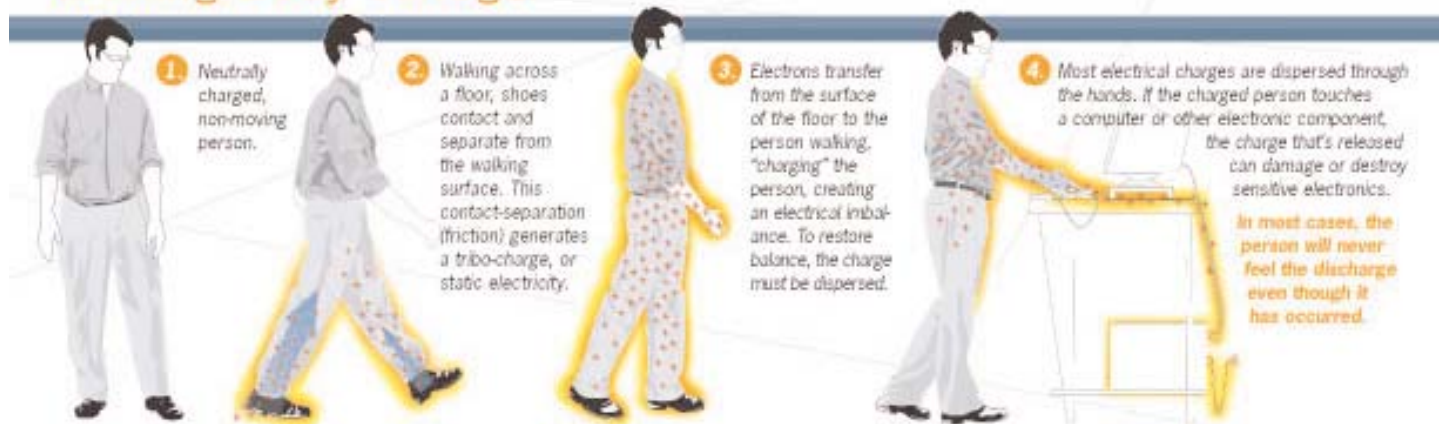 1. Neutrally
charged,
non-moving
person.
2. Walking across
a floor, shoes
contact and
separate from
the walking
surface. This
contact-separation
(friction) generates
a tribo-charge, or
static electricity.
3. Electrons transfer
from the surface
of the floor to the
person walking,
"charging" the
person, creating
an electrical imbal-
ance. To restore
balance, the charge
must be dispersed.
4. Most electrical charges are dispersed through
the hands. If the charged person touches
a computer or other electronic component,
the charge that's released
can damage or destroy
sensitive electronics.
In most cases, the
person will never
feel the discharge
even though it
has occurred.